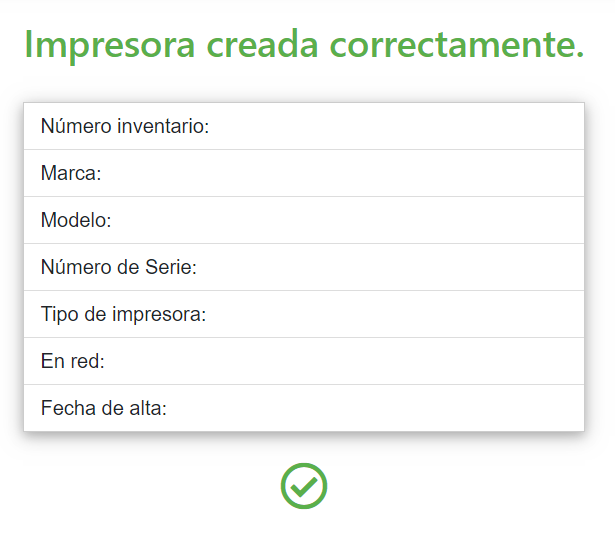 Impresora creada correctamente.
Número inventario:
Marca:
Modelo:
Número de Serie:
Tipo de impresora:
En red:
Fecha de alta: